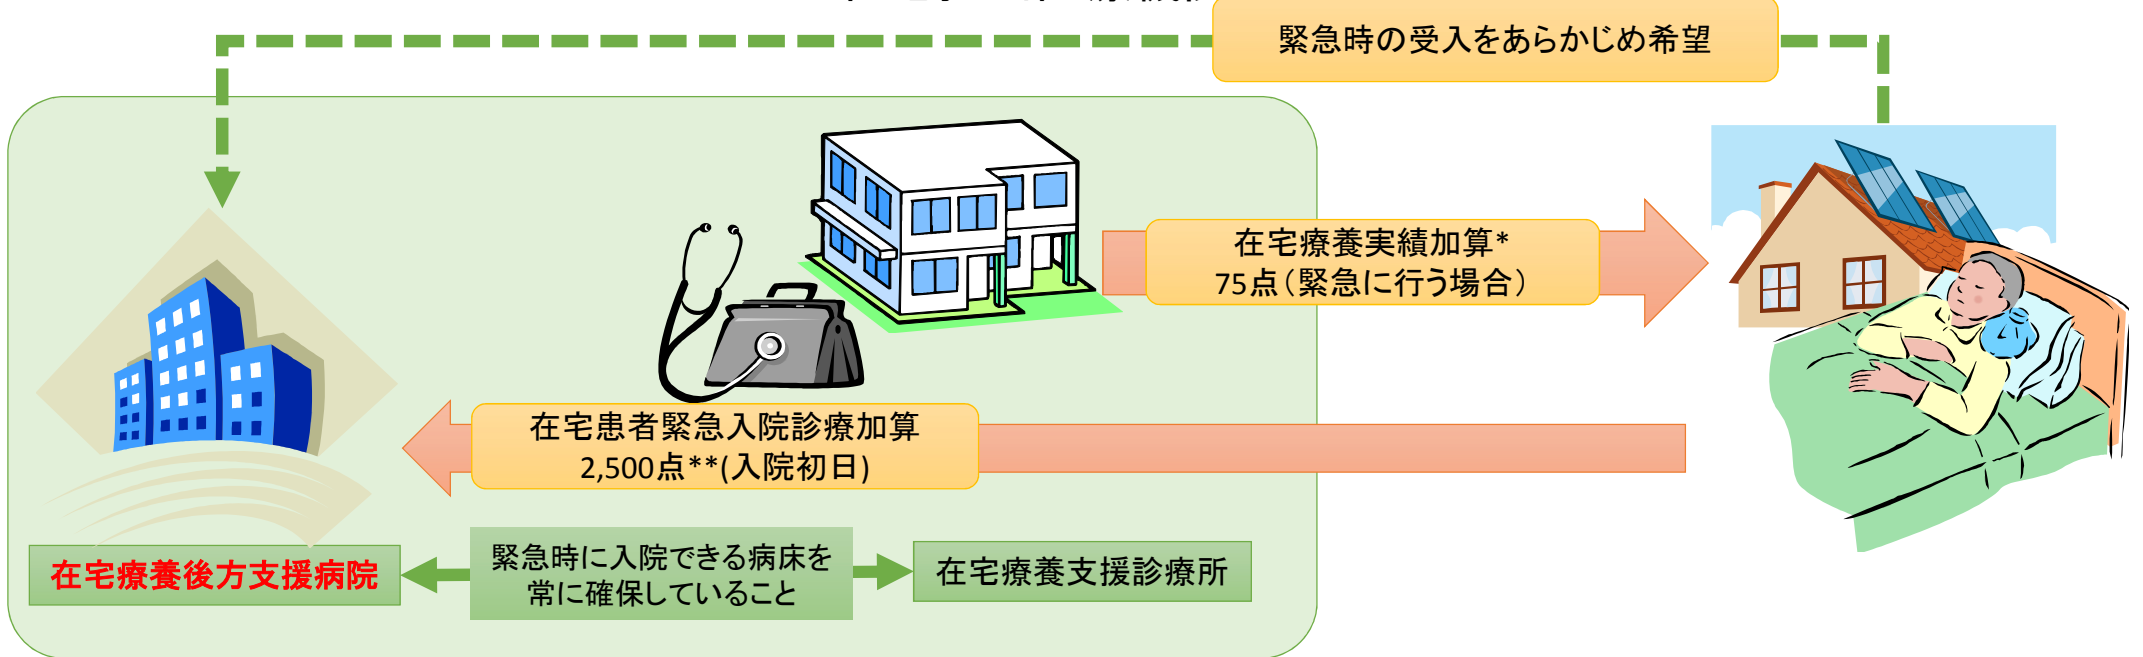 緊急時の受入をあらかじめ希望
在宅療養実績加算*
75点(緊急に行う場合)
在宅患者緊急入院診療加算
2,500点**(入院初日)
在宅療養後方支援病院
緊急時に入院できる病床を
常に確保していること
在宅療養支援診療所